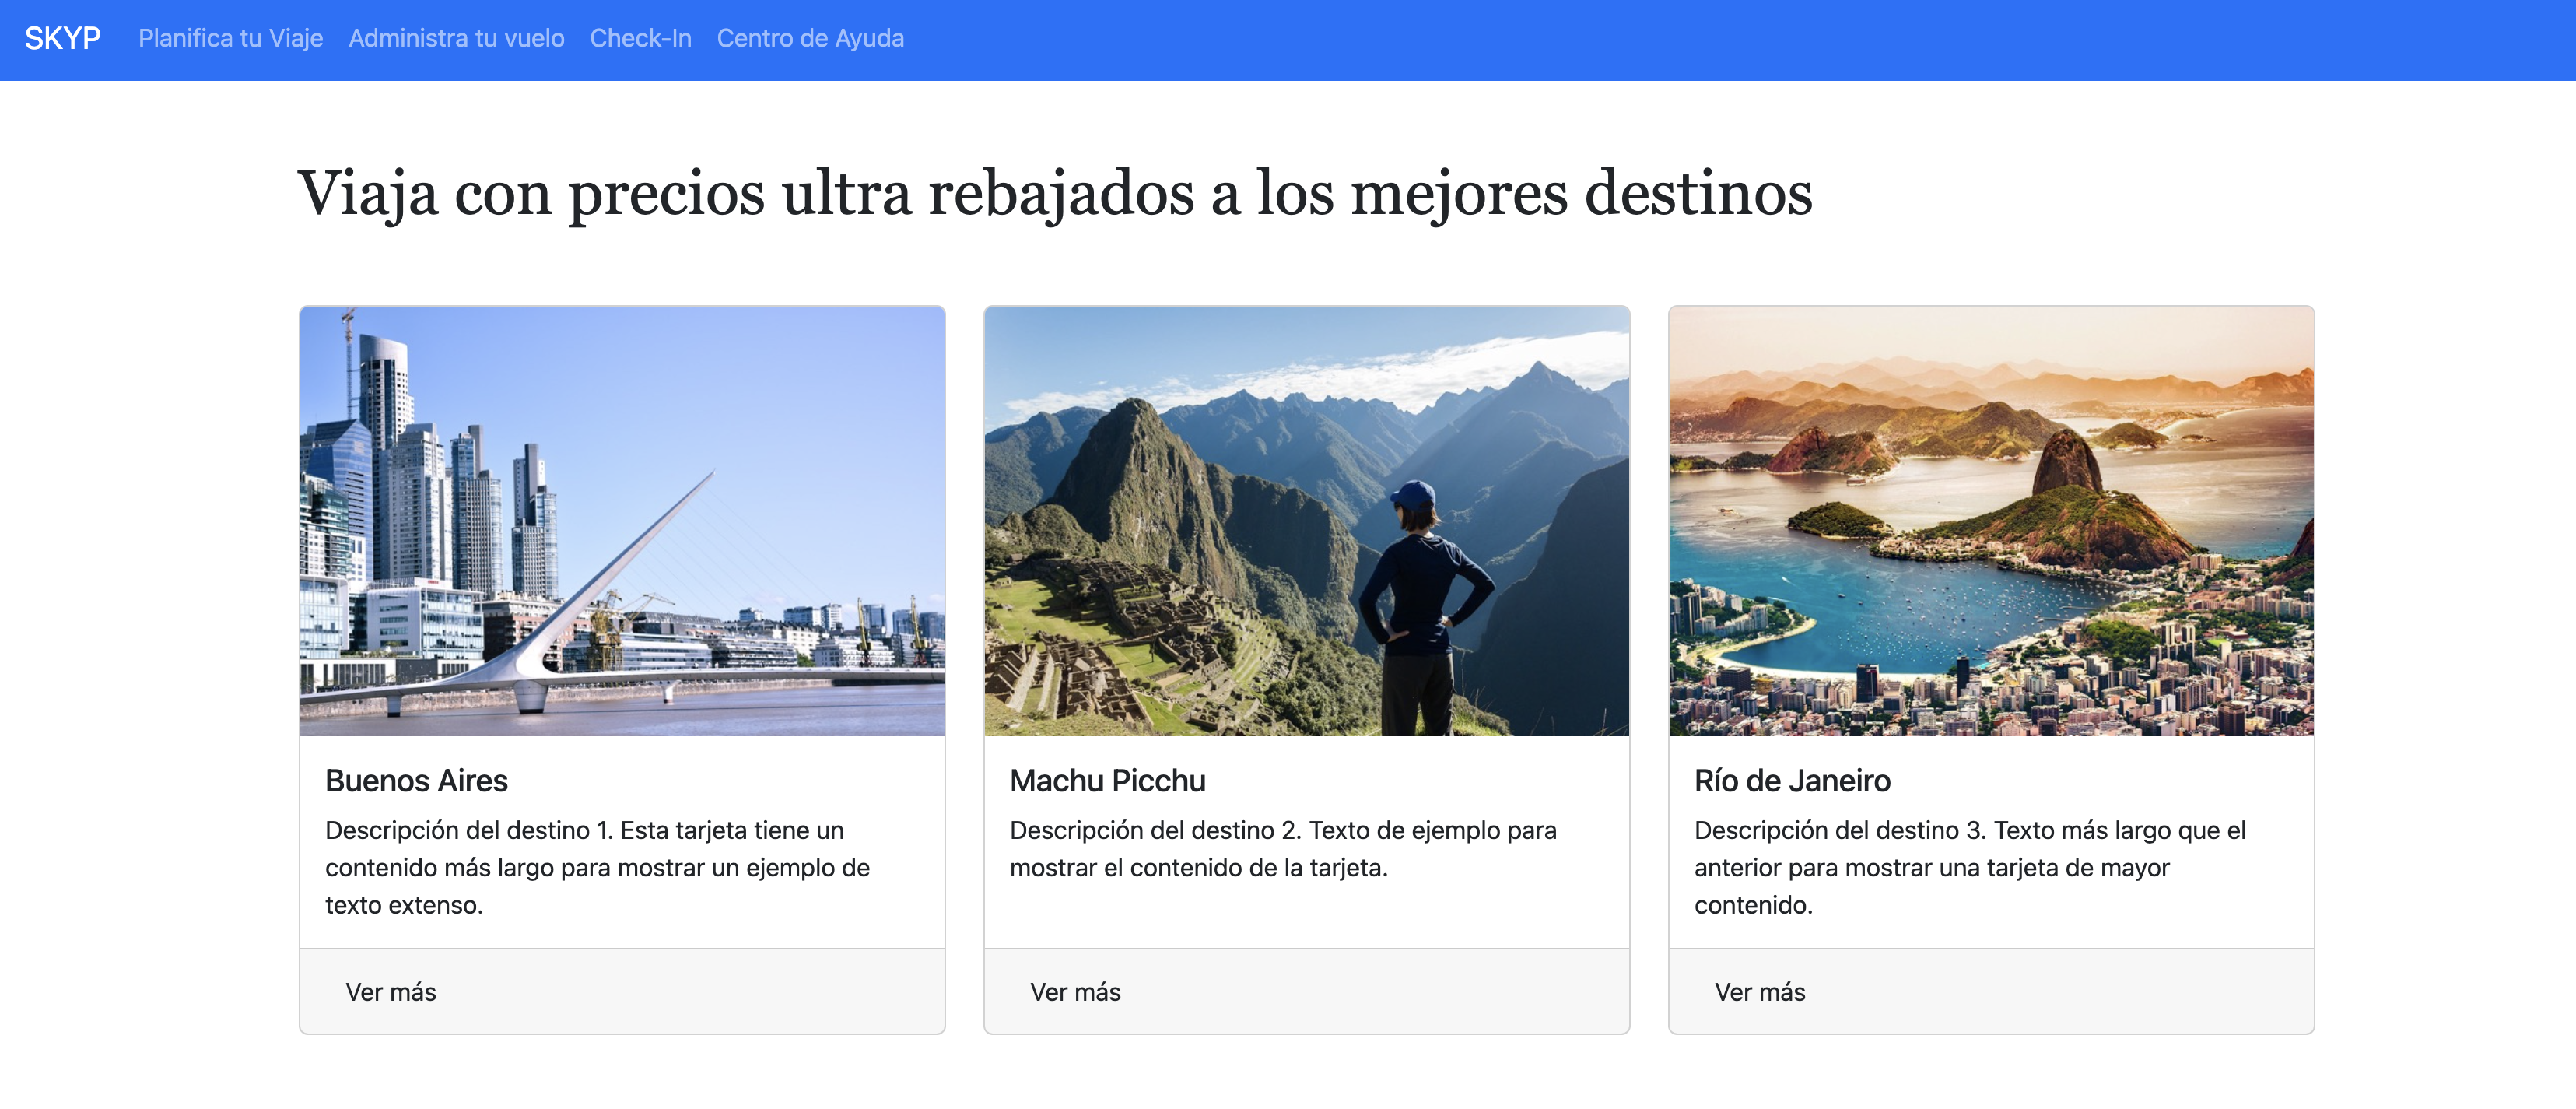 SKYP Planifica tu Viaje Administra tu vuelo Check-In Centro de Ayuda
Viaja con precios ultra rebajados a los mejores destinos
Buenos Aires
Descripción del destino 1. Esta tarjeta tiene un
contenido más largo para mostrar un ejemplo de
texto extenso.
Ver más
Machu Picchu
Descripción del destino 2. Texto de ejemplo para
mostrar el contenido de la tarjeta.
Ver más
Río de Janeiro
Descripción del destino 3. Texto más largo que el
anterior para mostrar una tarjeta de mayor
contenido.
Ver más